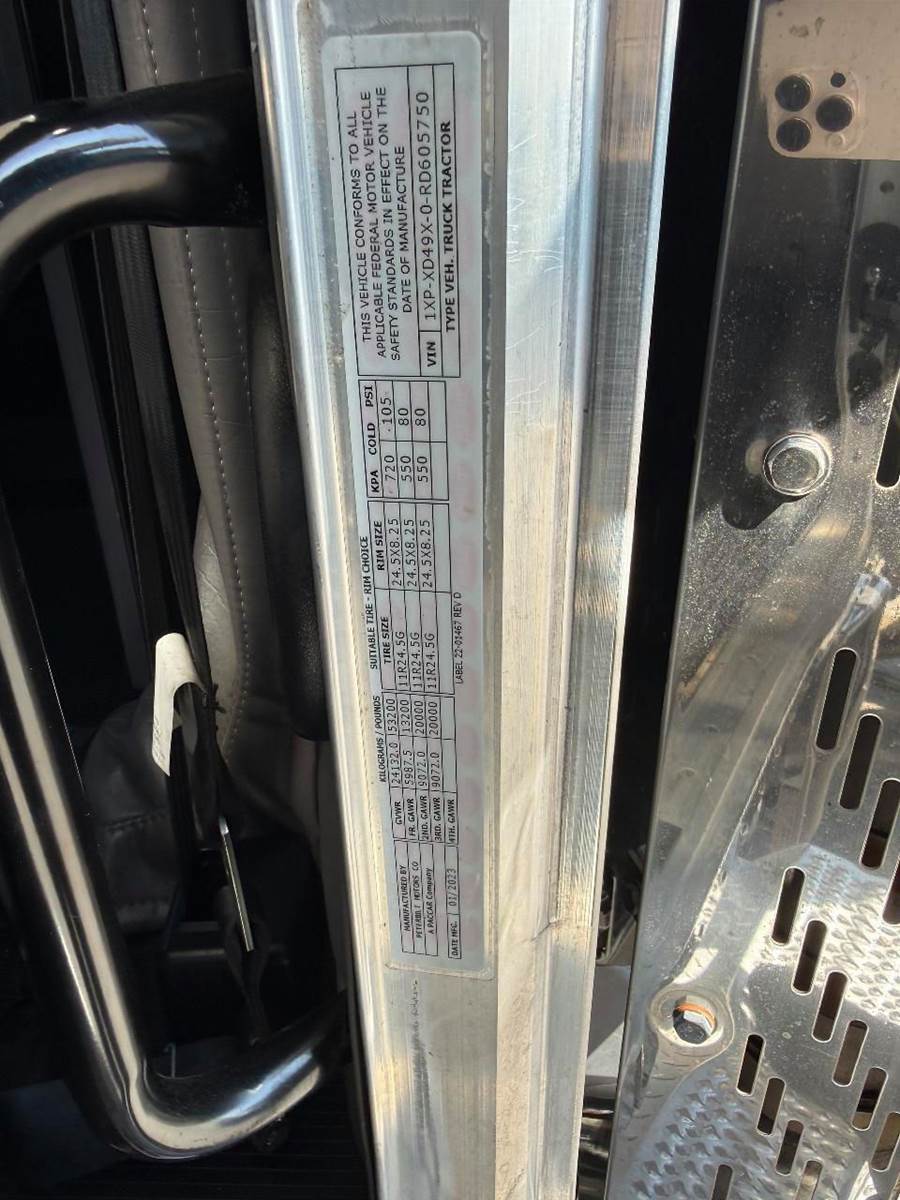 MANUFACTURED BY
PETERBILT MOTORS CO
A PACCAR Company
DATE MFG. 01/2023
KILOGRAMS / POUNDS
GVWR 24132.0 53200
FR. GAWR 5987.5 13200
2ND. GAWR 9072.0 20000
3RD. GAWR 9072.0 20000
4TH. GAWR
SUITABLE TIRE - RIM CHOICE
TIRE SIZE RIM SIZE KPA COLD PSI
11R24.5G 24.5X8.25 720 105
11R24.5G 24.5X8.25 550 80
11R24.5G 24.5X8.25 550 80
LABEL 22-01467 REV D
THIS VEHICLE CONFORMS TO ALL
APPLICABLE FEDERAL MOTOR VEHICLE
SAFETY STANDARDS IN EFFECT ON THE
DATE OF MANUFACTURE
VIN 1XP-XD49X-0-RD605750
TYPE VEH. TRUCK TRACTOR